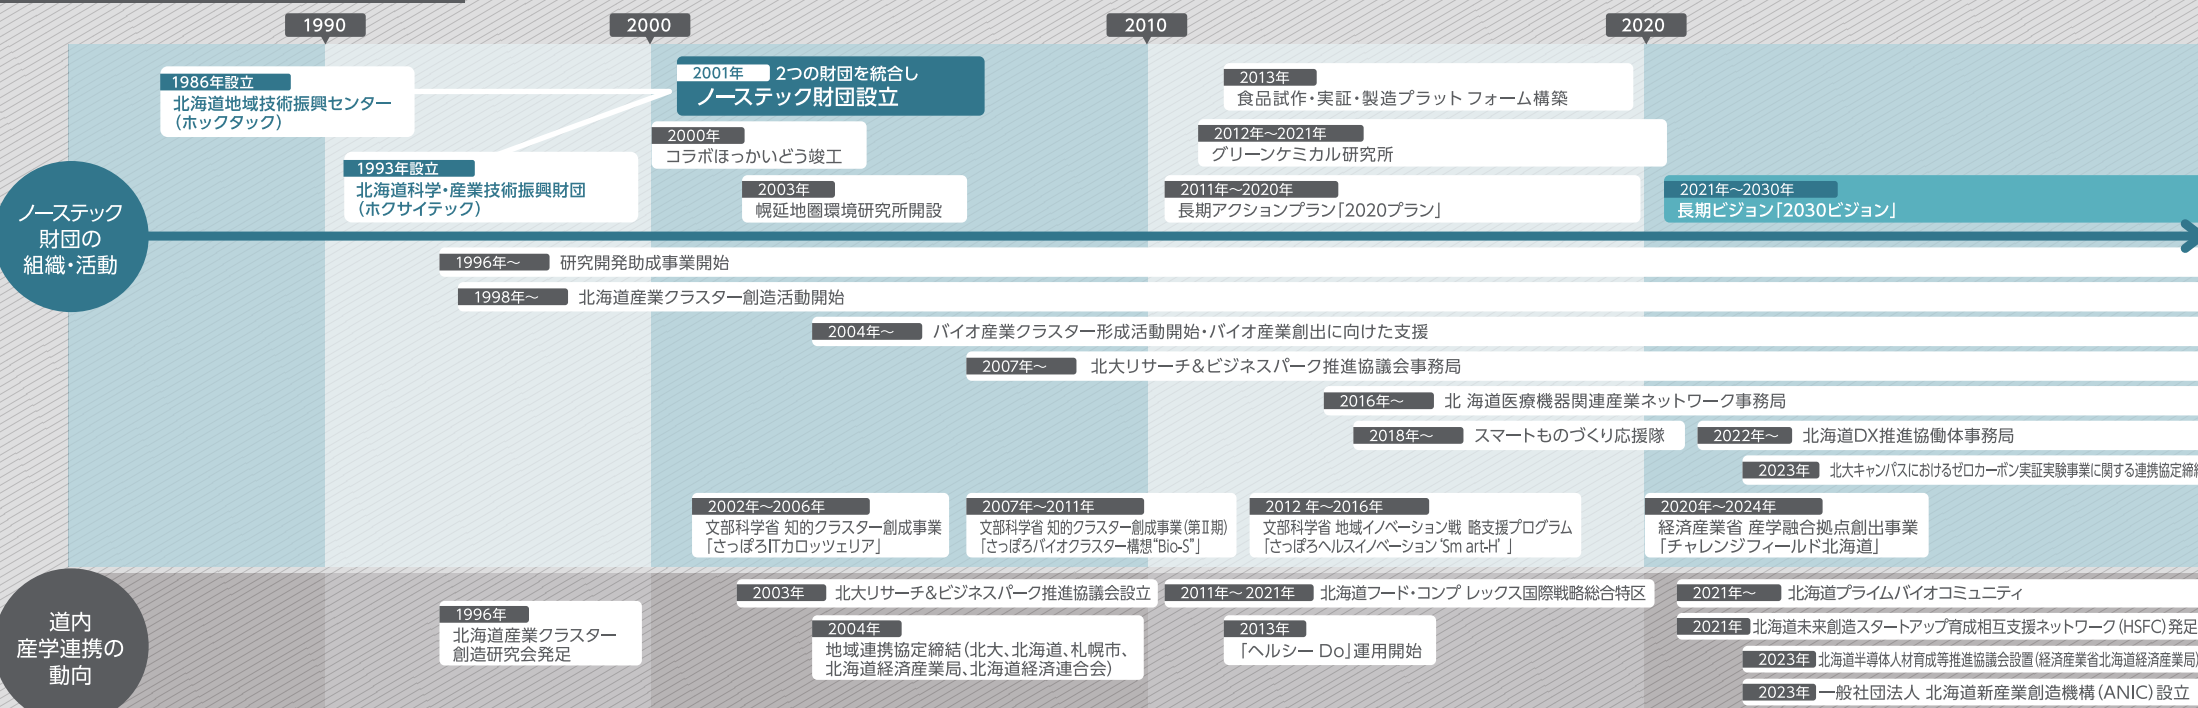 1990
2000
2010
2020
ノーステック
財団の
組織・活動
1986年設立
北海道地域技術振興センター
（ホックタック）
1993年設立
北海道科学・産業技術振興財団
（ホクサイテック）
2001年 2つの財団を統合し
ノーステック財団設立
2000年
コラボほっかいどう竣工
2003年
幌延地圏環境研究所開設
2013年
食品試作・実証・製造プラット フォーム構築
2012年～2021年
グリーンケミカル研究所
2011年～2020年
長期アクションプラン「2020プラン」
2021年～2030年
長期ビジョン「2030ビジョン」
1996年～ 研究開発助成事業開始
1998年～ 北海道産業クラスター創造活動開始
2004年～ バイオ産業クラスター形成活動開始・バイオ産業創出に向けた支援
2007年～ 北大リサーチ＆ビジネスパーク推進協議会事務局
2016年～ 北 海道医療機器関連産業ネットワーク事務局
2018年～ スマートものづくり応援隊
2022年～ 北海道DX推進協働体事務局
2023年 北大キャンパスにおけるゼロカーボン実証実験事業に関する連携協定締
2002年～2006年
文部科学省 知的クラスター創成事業
「さっぽろITカロッツェリア」
2007年～2011年
文部科学省 知的クラスター創成事業（第Ⅱ期）
「さっぽろバイオクラスター構想“Bio-S”」
2012 年～2016年
文部科学省 地域イノベーション戦 略支援プログラム
「さっぽろヘルスイノベーション‘Sm art-H’ 」
2020年～2024年
経済産業省 産学融合拠点創出事業
「チャレンジフィールド北海道」
道内
産学連携の
動向
1996年
北海道産業クラスター
創造研究会発足
2003年 北大リサーチ＆ビジネスパーク推進協議会設立
2004年
地域連携協定締結（北大、北海道、札幌市、
北海道経済産業局、北海道経済連合会）
2011年～2021年 北海道フード・コンプ レックス国際戦略総合特区
2013年
「ヘルシー Do」運用開始
2021年～ 北海道プライムバイオコミュニティ
2021年 北海道未来創造スタートアップ育成相互支援ネットワーク（HSFC）発足
2023年 北海道半導体人材育成等推進協議会設置（経済産業省北海道経済産業局）
2023年 一般社団法人 北海道新産業創造機構（ANIC）設立